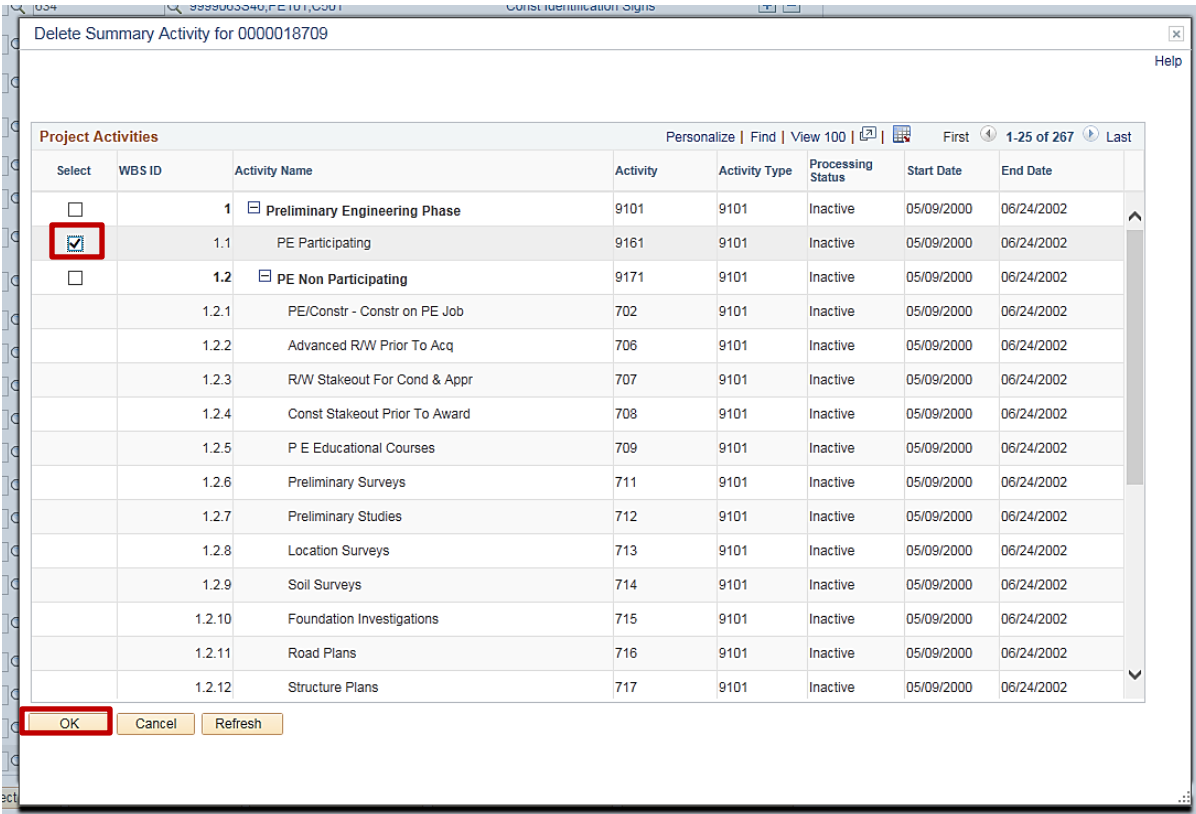 Const Identification Signs
Delete Summary Activity for 0000018709
Help
Project Activities Personalize | Find | View 100 | | First 1-25 of 267 Last
Select WBS ID Activity Name Activity Activity Type Processing Status Start Date End Date
1 Preliminary Engineering Phase 9101 9101 Inactive 05/09/2000 06/24/2002
1.1 PE Participating 9161 9101 Inactive 05/09/2000 06/24/2002
1.2 PE Non Participating 9171 9101 Inactive 05/09/2000 06/24/2002
1.2.1 PE/Constr - Constr on PE Job 702 9101 Inactive 05/09/2000 06/24/2002
1.2.2 Advanced R/W Prior To Acq 706 9101 Inactive 05/09/2000 06/24/2002
1.2.3 R/W Stakeout For Cond & Appr 707 9101 Inactive 05/09/2000 06/24/2002
1.2.4 Const Stakeout Prior To Award 708 9101 Inactive 05/09/2000 06/24/2002
1.2.5 P E Educational Courses 709 9101 Inactive 05/09/2000 06/24/2002
1.2.6 Preliminary Surveys 711 9101 Inactive 05/09/2000 06/24/2002
1.2.7 Preliminary Studies 712 9101 Inactive 05/09/2000 06/24/2002
1.2.8 Location Surveys 713 9101 Inactive 05/09/2000 06/24/2002
1.2.9 Soil Surveys 714 9101 Inactive 05/09/2000 06/24/2002
1.2.10 Foundation Investigations 715 9101 Inactive 05/09/2000 06/24/2002
1.2.11 Road Plans 716 9101 Inactive 05/09/2000 06/24/2002
1.2.12 Structure Plans 717 9101 Inactive 05/09/2000 06/24/2002
OK Cancel Refresh